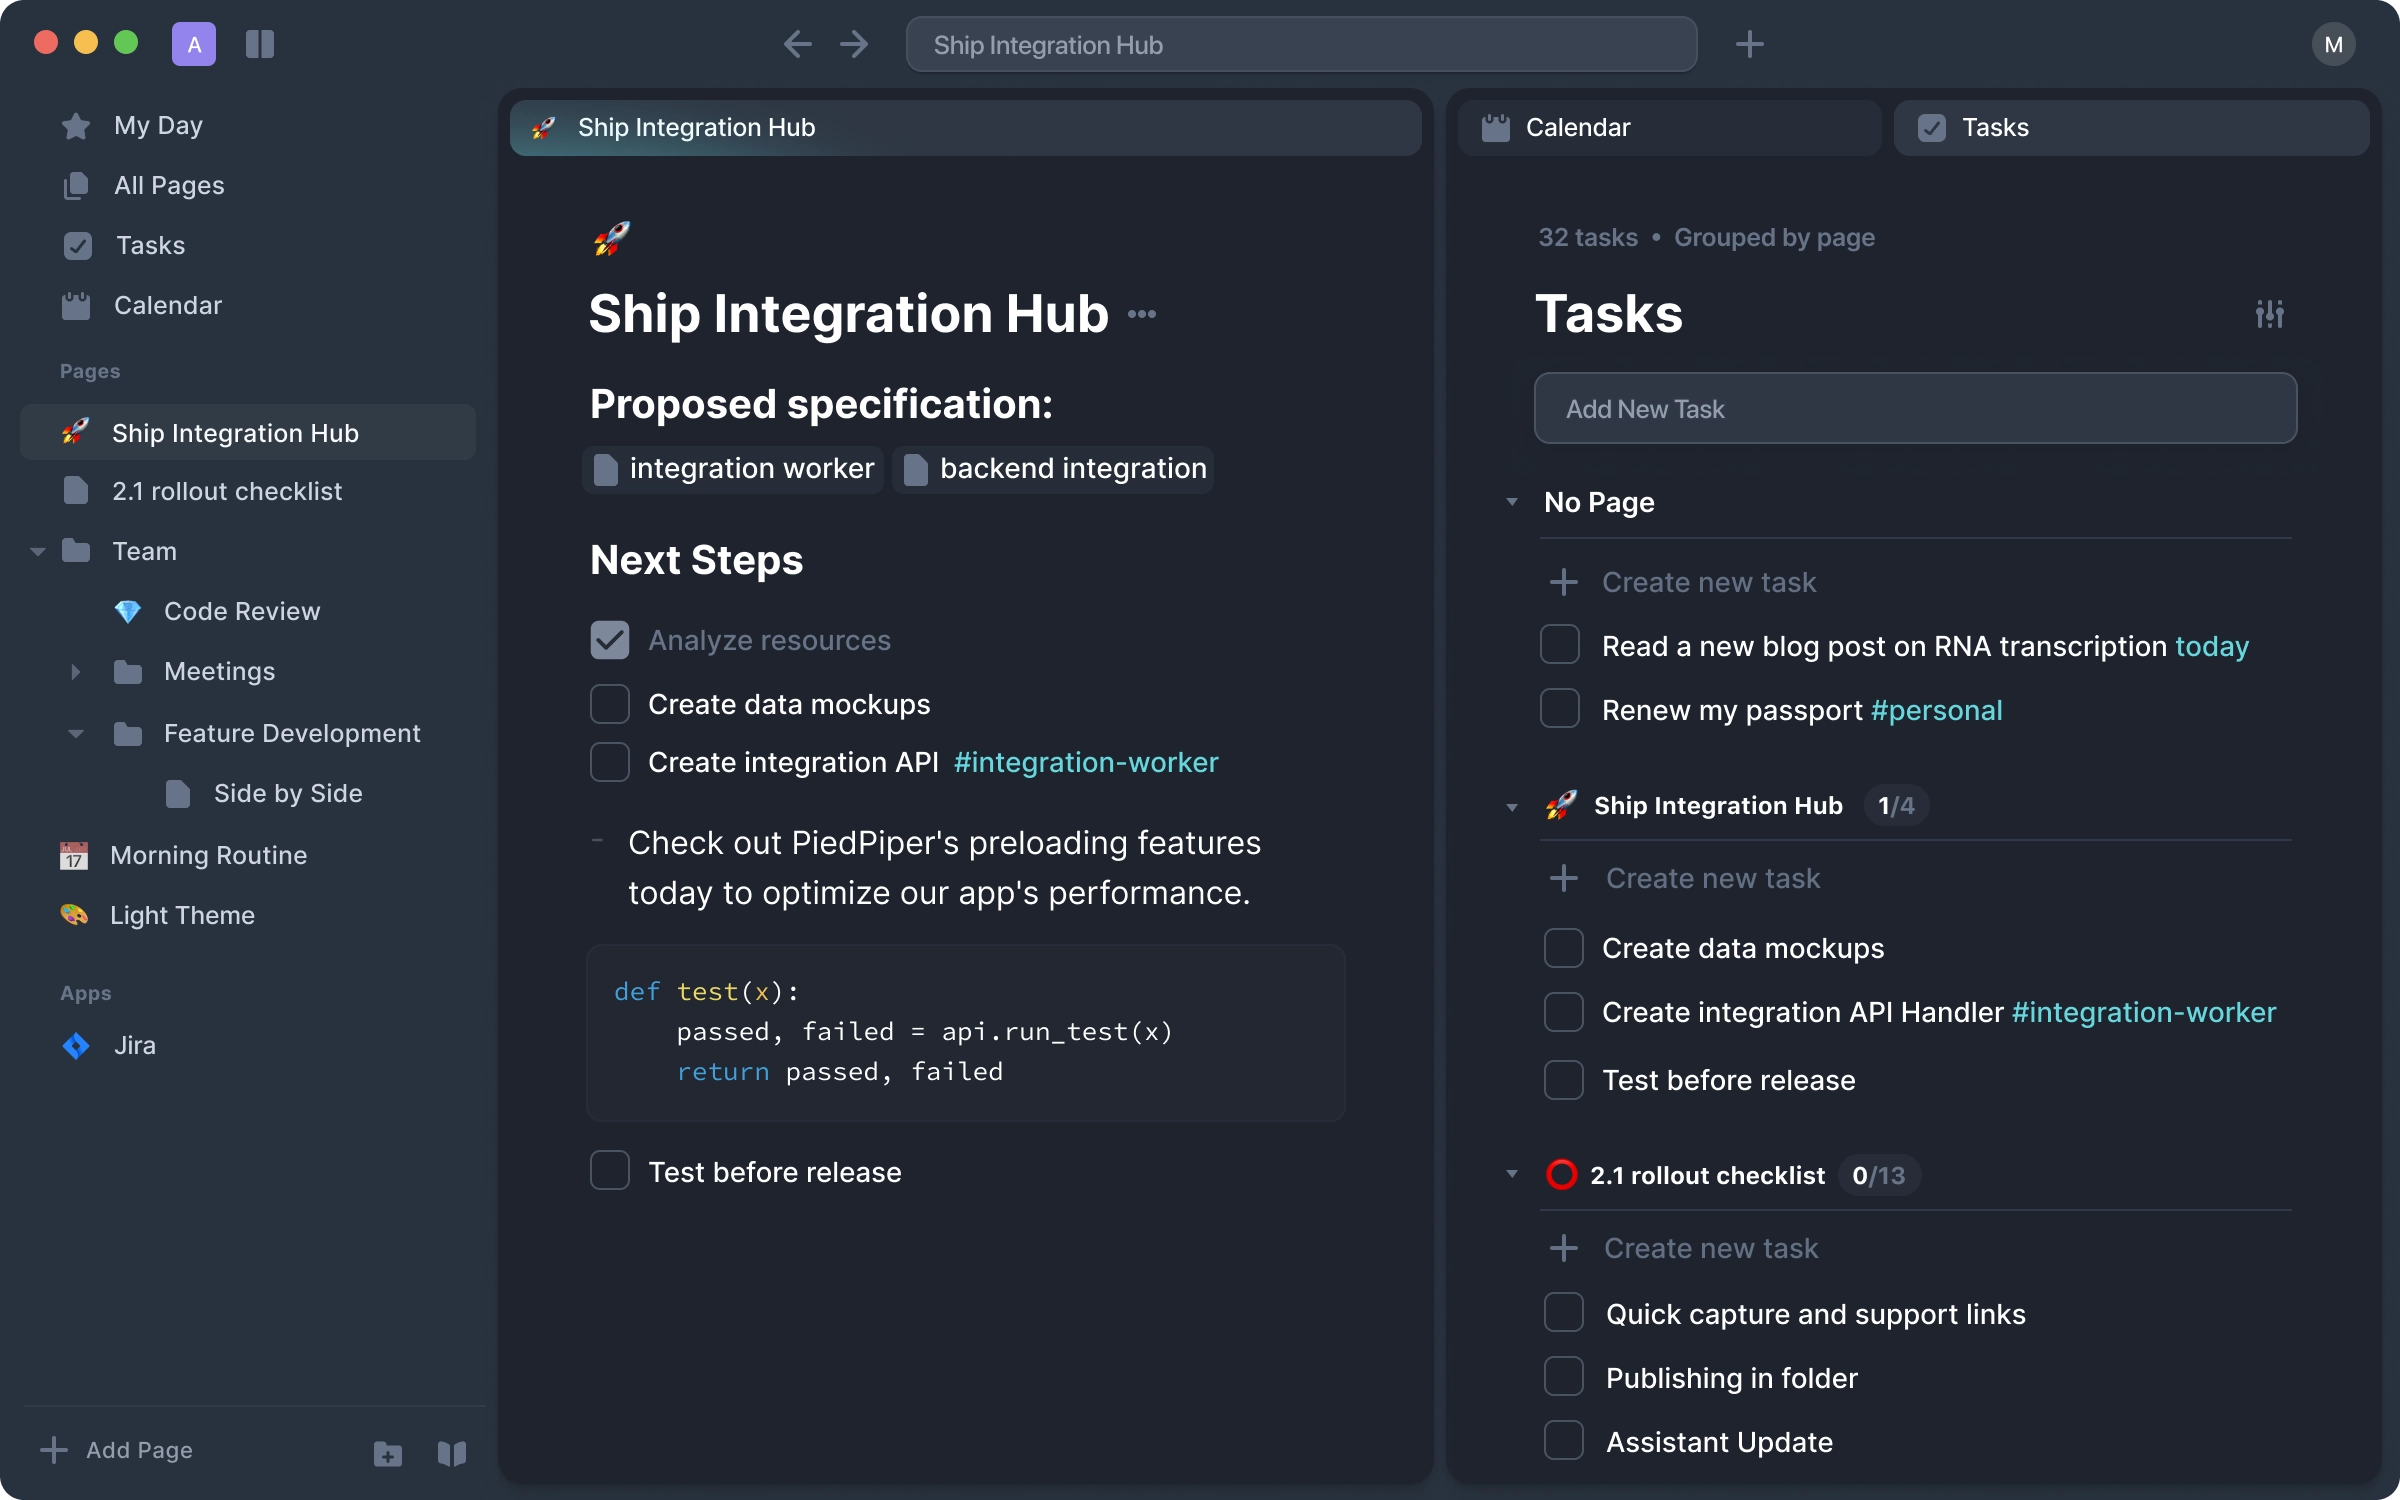 A
Ship Integration Hub
M
My Day
All Pages
Tasks
Calendar
Pages
Ship Integration Hub
2.1 rollout checklist
Team
Code Review
Meetings
Feature Development
Side by Side
JUL
17
Morning Routine
Light Theme
Apps
Jira
Add Page
Ship Integration Hub
Ship Integration Hub
Proposed specification:
integration worker backend integration
Next Steps
Analyze resources
Create data mockups
Create integration API #integration-worker
- Check out PiedPiper's preloading features
today to optimize our app's performance.
def test(x):
    passed, failed = api.run_test(x)
    return passed, failed
Test before release
Calendar
Tasks
32 tasks • Grouped by page
Tasks
Add New Task
No Page
Create new task
Read a new blog post on RNA transcription today
Renew my passport #personal
Ship Integration Hub 1/4
Create new task
Create data mockups
Create integration API Handler #integration-worker
Test before release
2.1 rollout checklist 0/13
Create new task
Quick capture and support links
Publishing in folder
Assistant Update